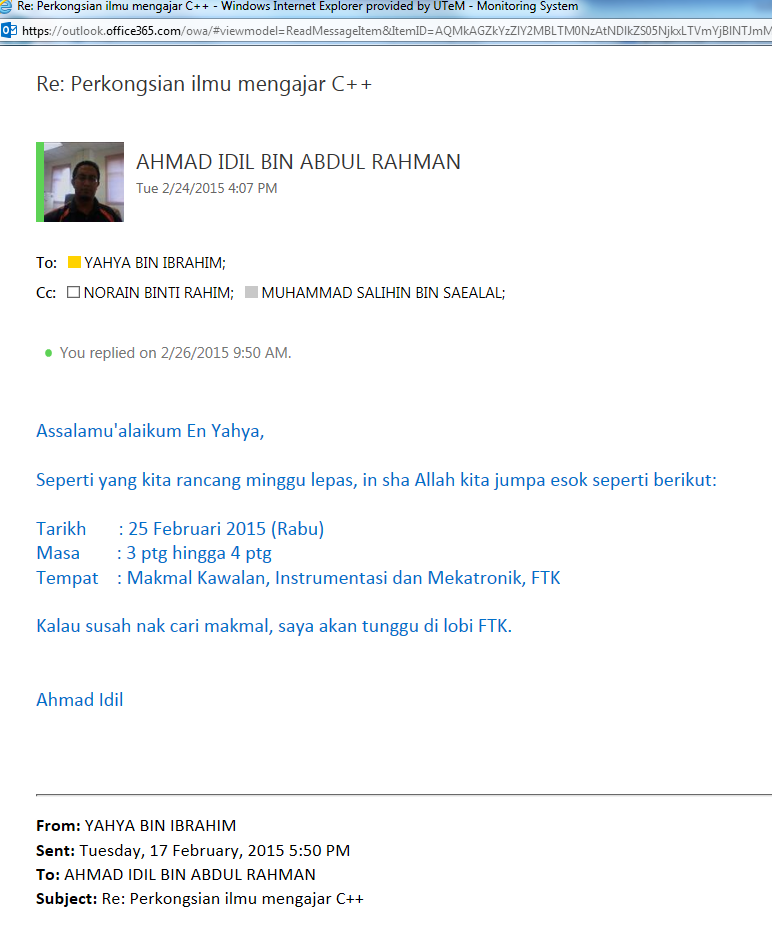 Re: Perkongsian ilmu mengajar C++ - Windows Internet Explorer provided by UTeM - Monitoring System
https://outlook.office365.com/owa/#viewmodel=ReadMessageItem&ItemID=AQMkAGZkYzZlY2MBLTM0NzAtNDlkZS05NjkxLTVmYjBlNTJmM
Re: Perkongsian ilmu mengajar C++
AHMAD IDIL BIN ABDUL RAHMAN
Tue 2/24/2015 4:07 PM
To: YAHYA BIN IBRAHIM;
Cc: NORAIN BINTI RAHIM; MUHAMMAD SALIHIN BIN SAEALAL;
You replied on 2/26/2015 9:50 AM.
Assalamu'alaikum En Yahya,
Seperti yang kita rancang minggu lepas, in sha Allah kita jumpa esok seperti berikut:
Tarikh : 25 Februari 2015 (Rabu)
Masa : 3 ptg hingga 4 ptg
Tempat : Makmal Kawalan, Instrumentasi dan Mekatronik, FTK
Kalau susah nak cari makmal, saya akan tunggu di lobi FTK.
Ahmad Idil
From: YAHYA BIN IBRAHIM
Sent: Tuesday, 17 February, 2015 5:50 PM
To: AHMAD IDIL BIN ABDUL RAHMAN
Subject: Re: Perkongsian ilmu mengajar C++